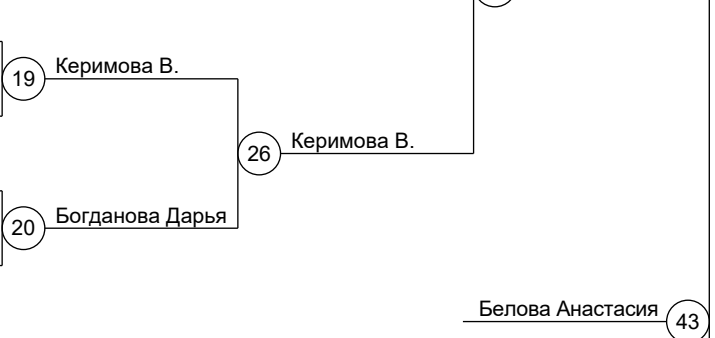 19 Керимова В.
26 Керимова В.
20 Богданова Дарья
Белова Анастасия 43